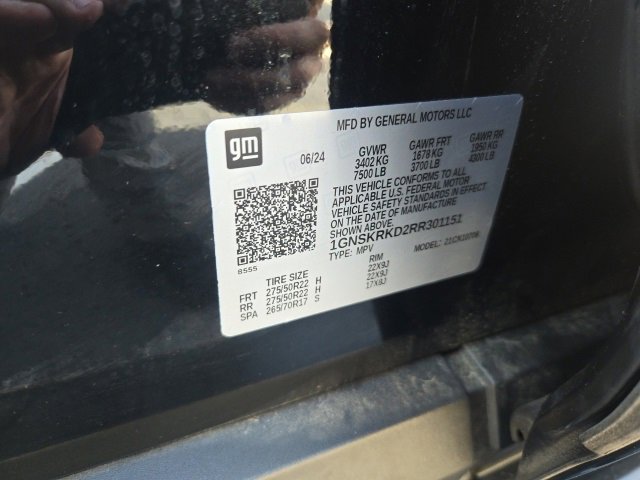 MFD BY GENERAL MOTORS LLC
gm
06/24
GVWR GAWR FRT GAWR RR
3402 KG 1678 KG 1950 KG
7500 LB 3700 LB 4300 LB
THIS VEHICLE CONFORMS TO ALL
APPLICABLE U.S. FEDERAL MOTOR
VEHICLE SAFETY STANDARDS IN EFFECT
ON THE DATE OF MANUFACTURE
SHOWN ABOVE.
1GNSKRKD2RR301151
TYPE: MPV MODEL:
8555
TIRE SIZE RIM
FRT 275/50R22 H 22X9J
RR 275/50R22 H 22X9J
SPA 265/70R17 S 17X8J